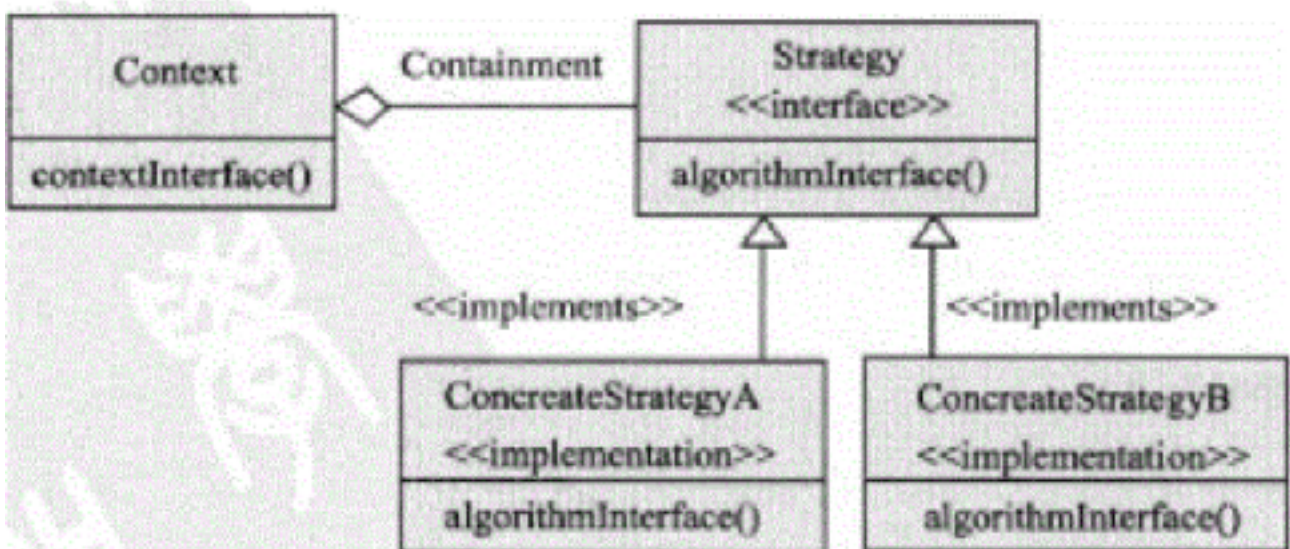 Context
contextInterface()
Containment
Strategy
<<interface>>
algorithmInterface()
<<implements>>
<<implements>>
ConcreateStrategyA
<<implementation>>
algorithmInterface()
ConcreateStrategyB
<<implementation>>
algorithmInterface()